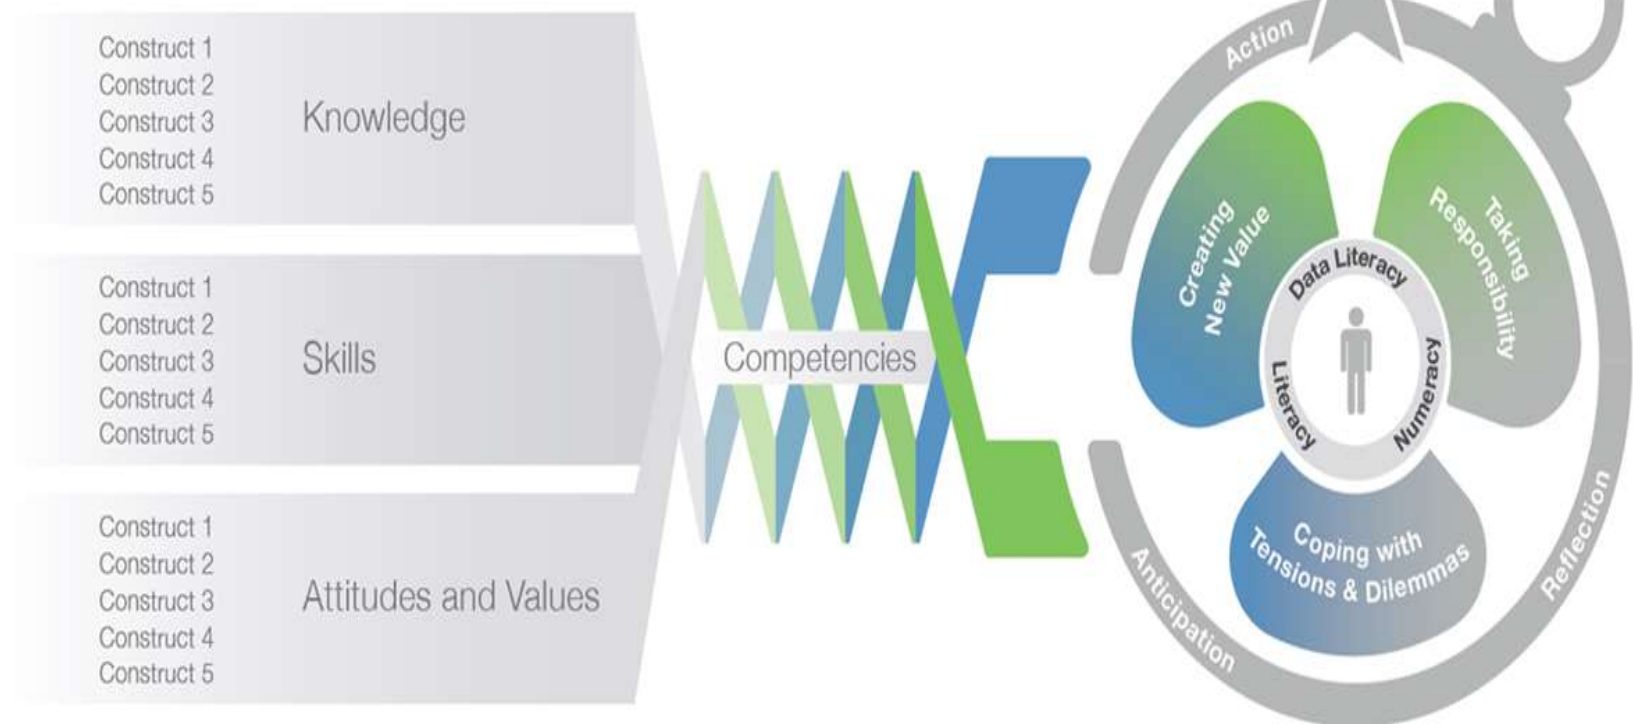 Construct 1
Construct 2
Construct 3
Construct 4
Construct 5
Knowledge
Construct 1
Construct 2
Construct 3
Construct 4
Construct 5
Skills
Construct 1
Construct 2
Construct 3
Construct 4
Construct 5
Attitudes and Values
Competencies
Action
Creating
New Value
Taking
Responsibility
Data Literacy
Literacy
Numeracy
Coping with
Tensions & Dilemmas
Anticipation
Reflection